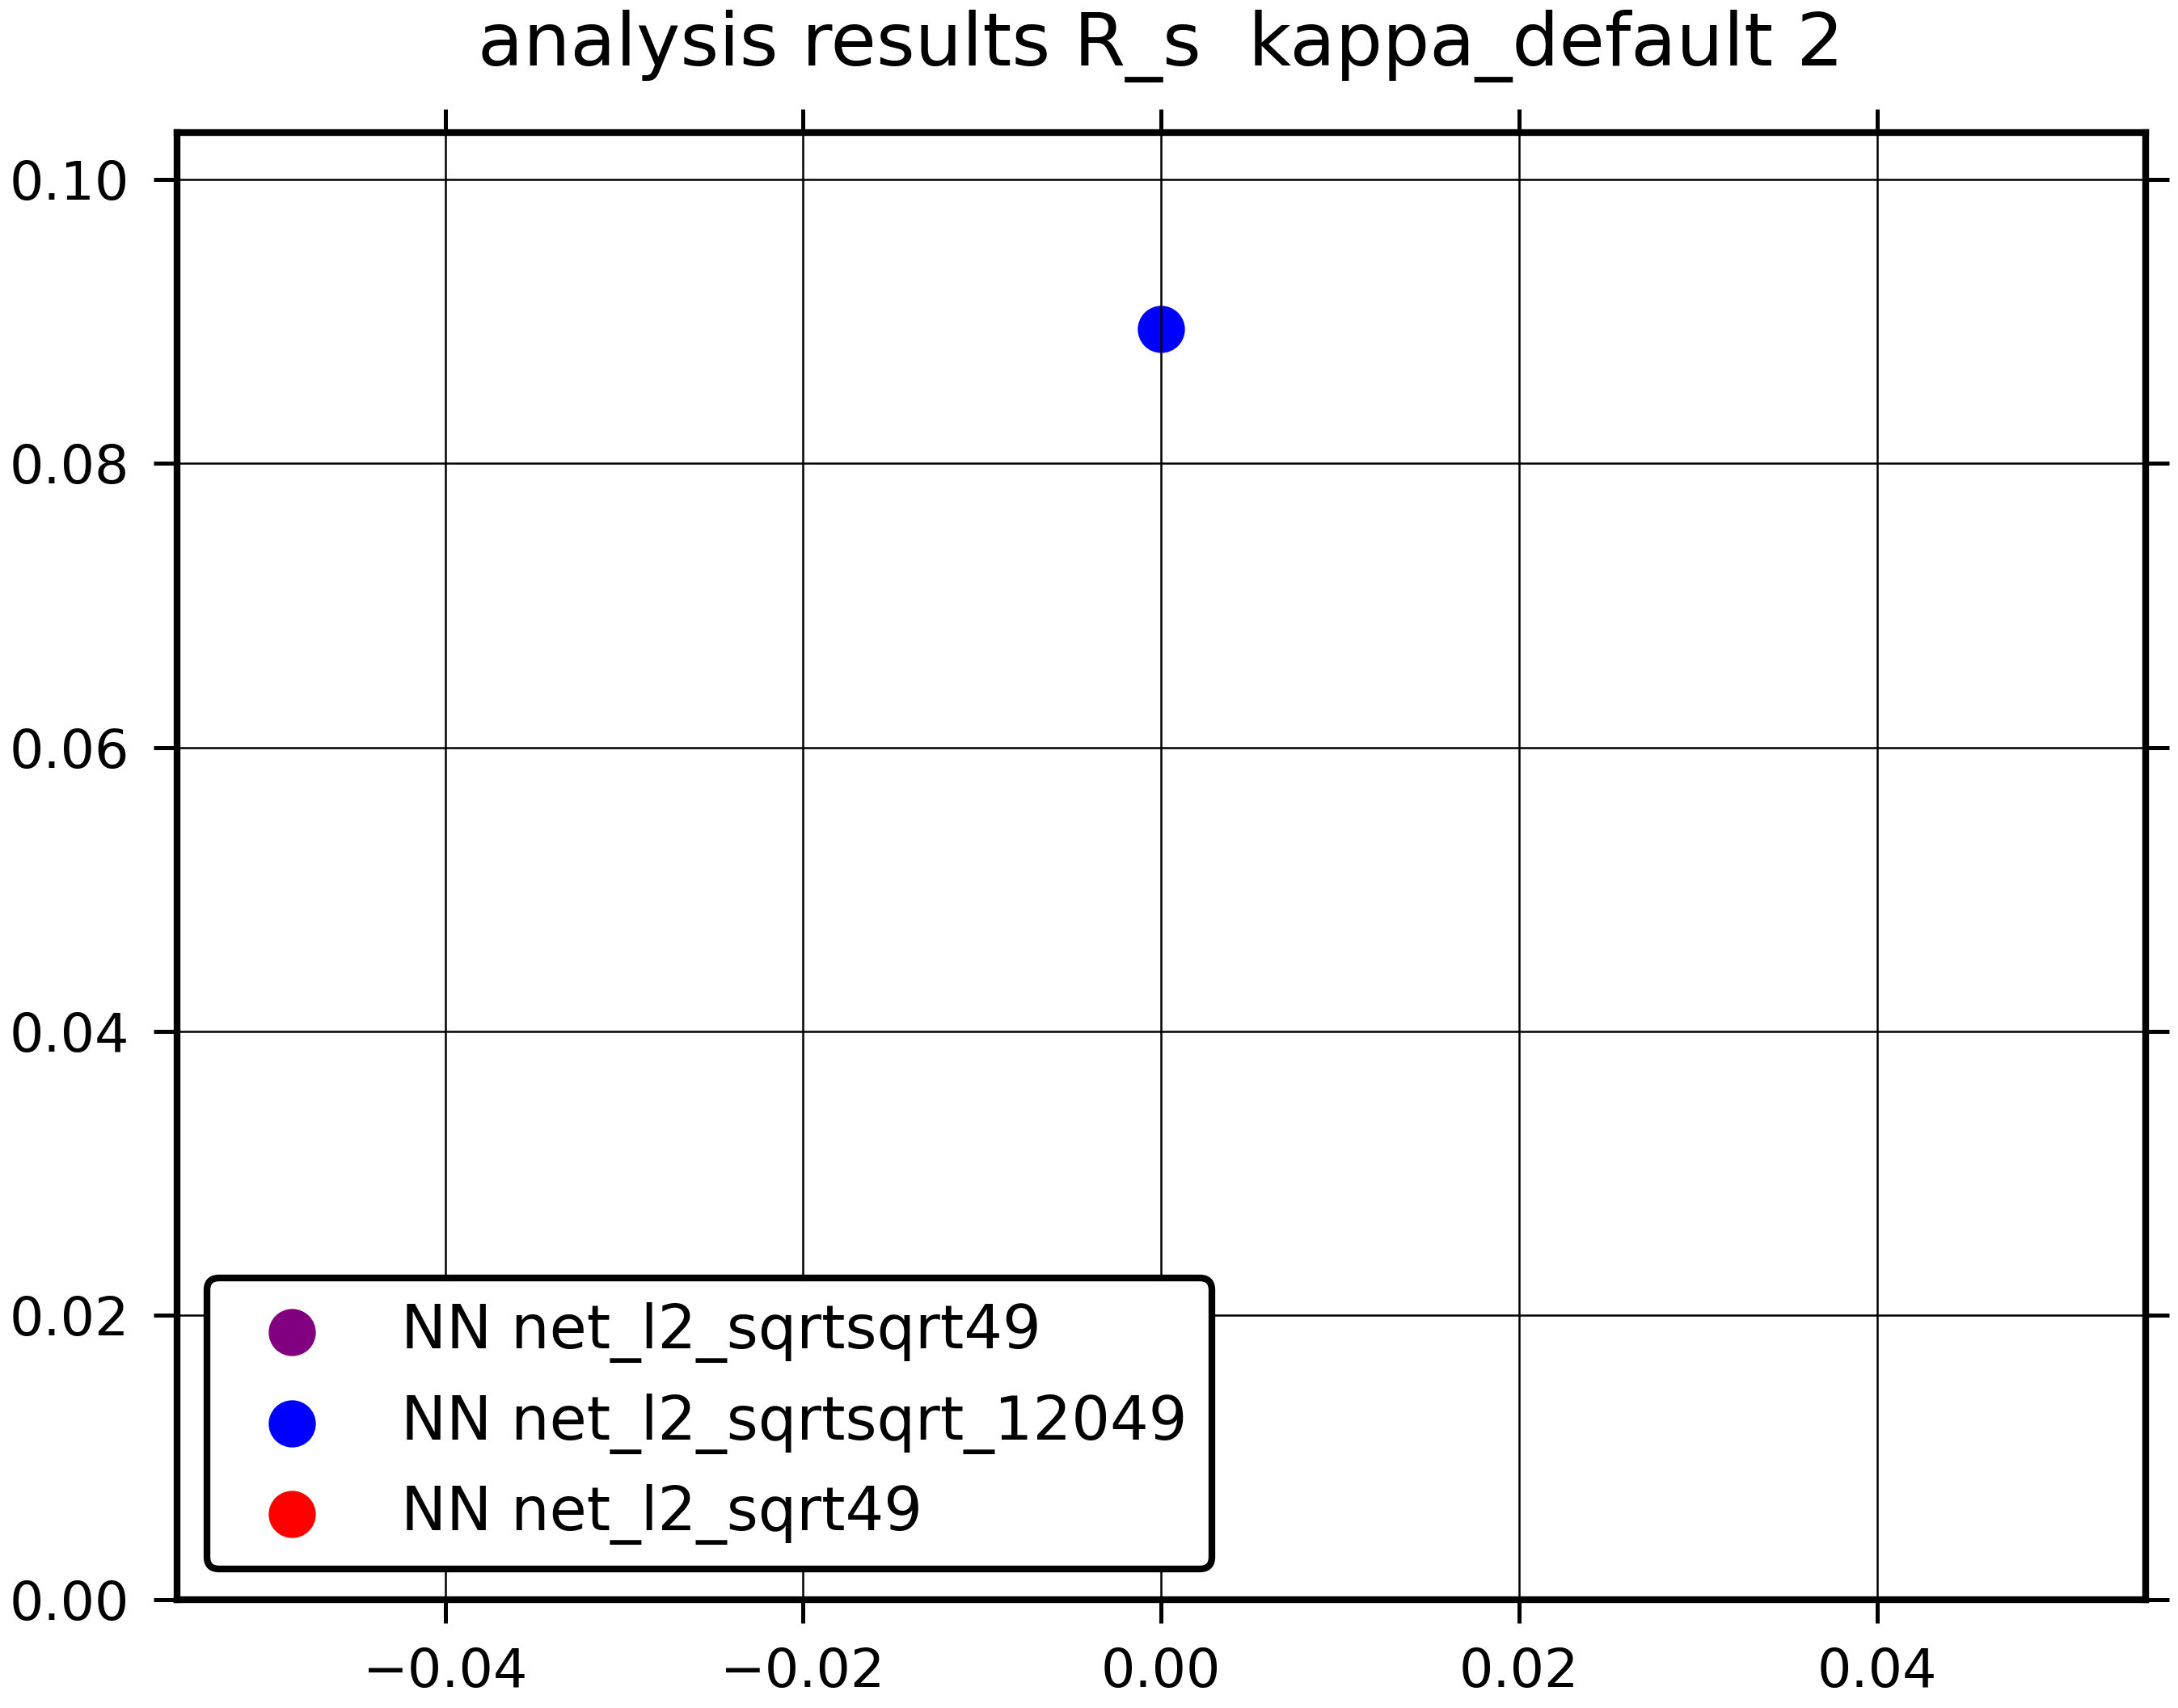 analysis results R_s  kappa_default 2
0.10
0.08
0.06
0.04
0.02
0.00
NN net_l2_sqrtsqrt49
NN net_l2_sqrtsqrt_12049
NN net_l2_sqrt49
−0.04 −0.02 0.00 0.02 0.04